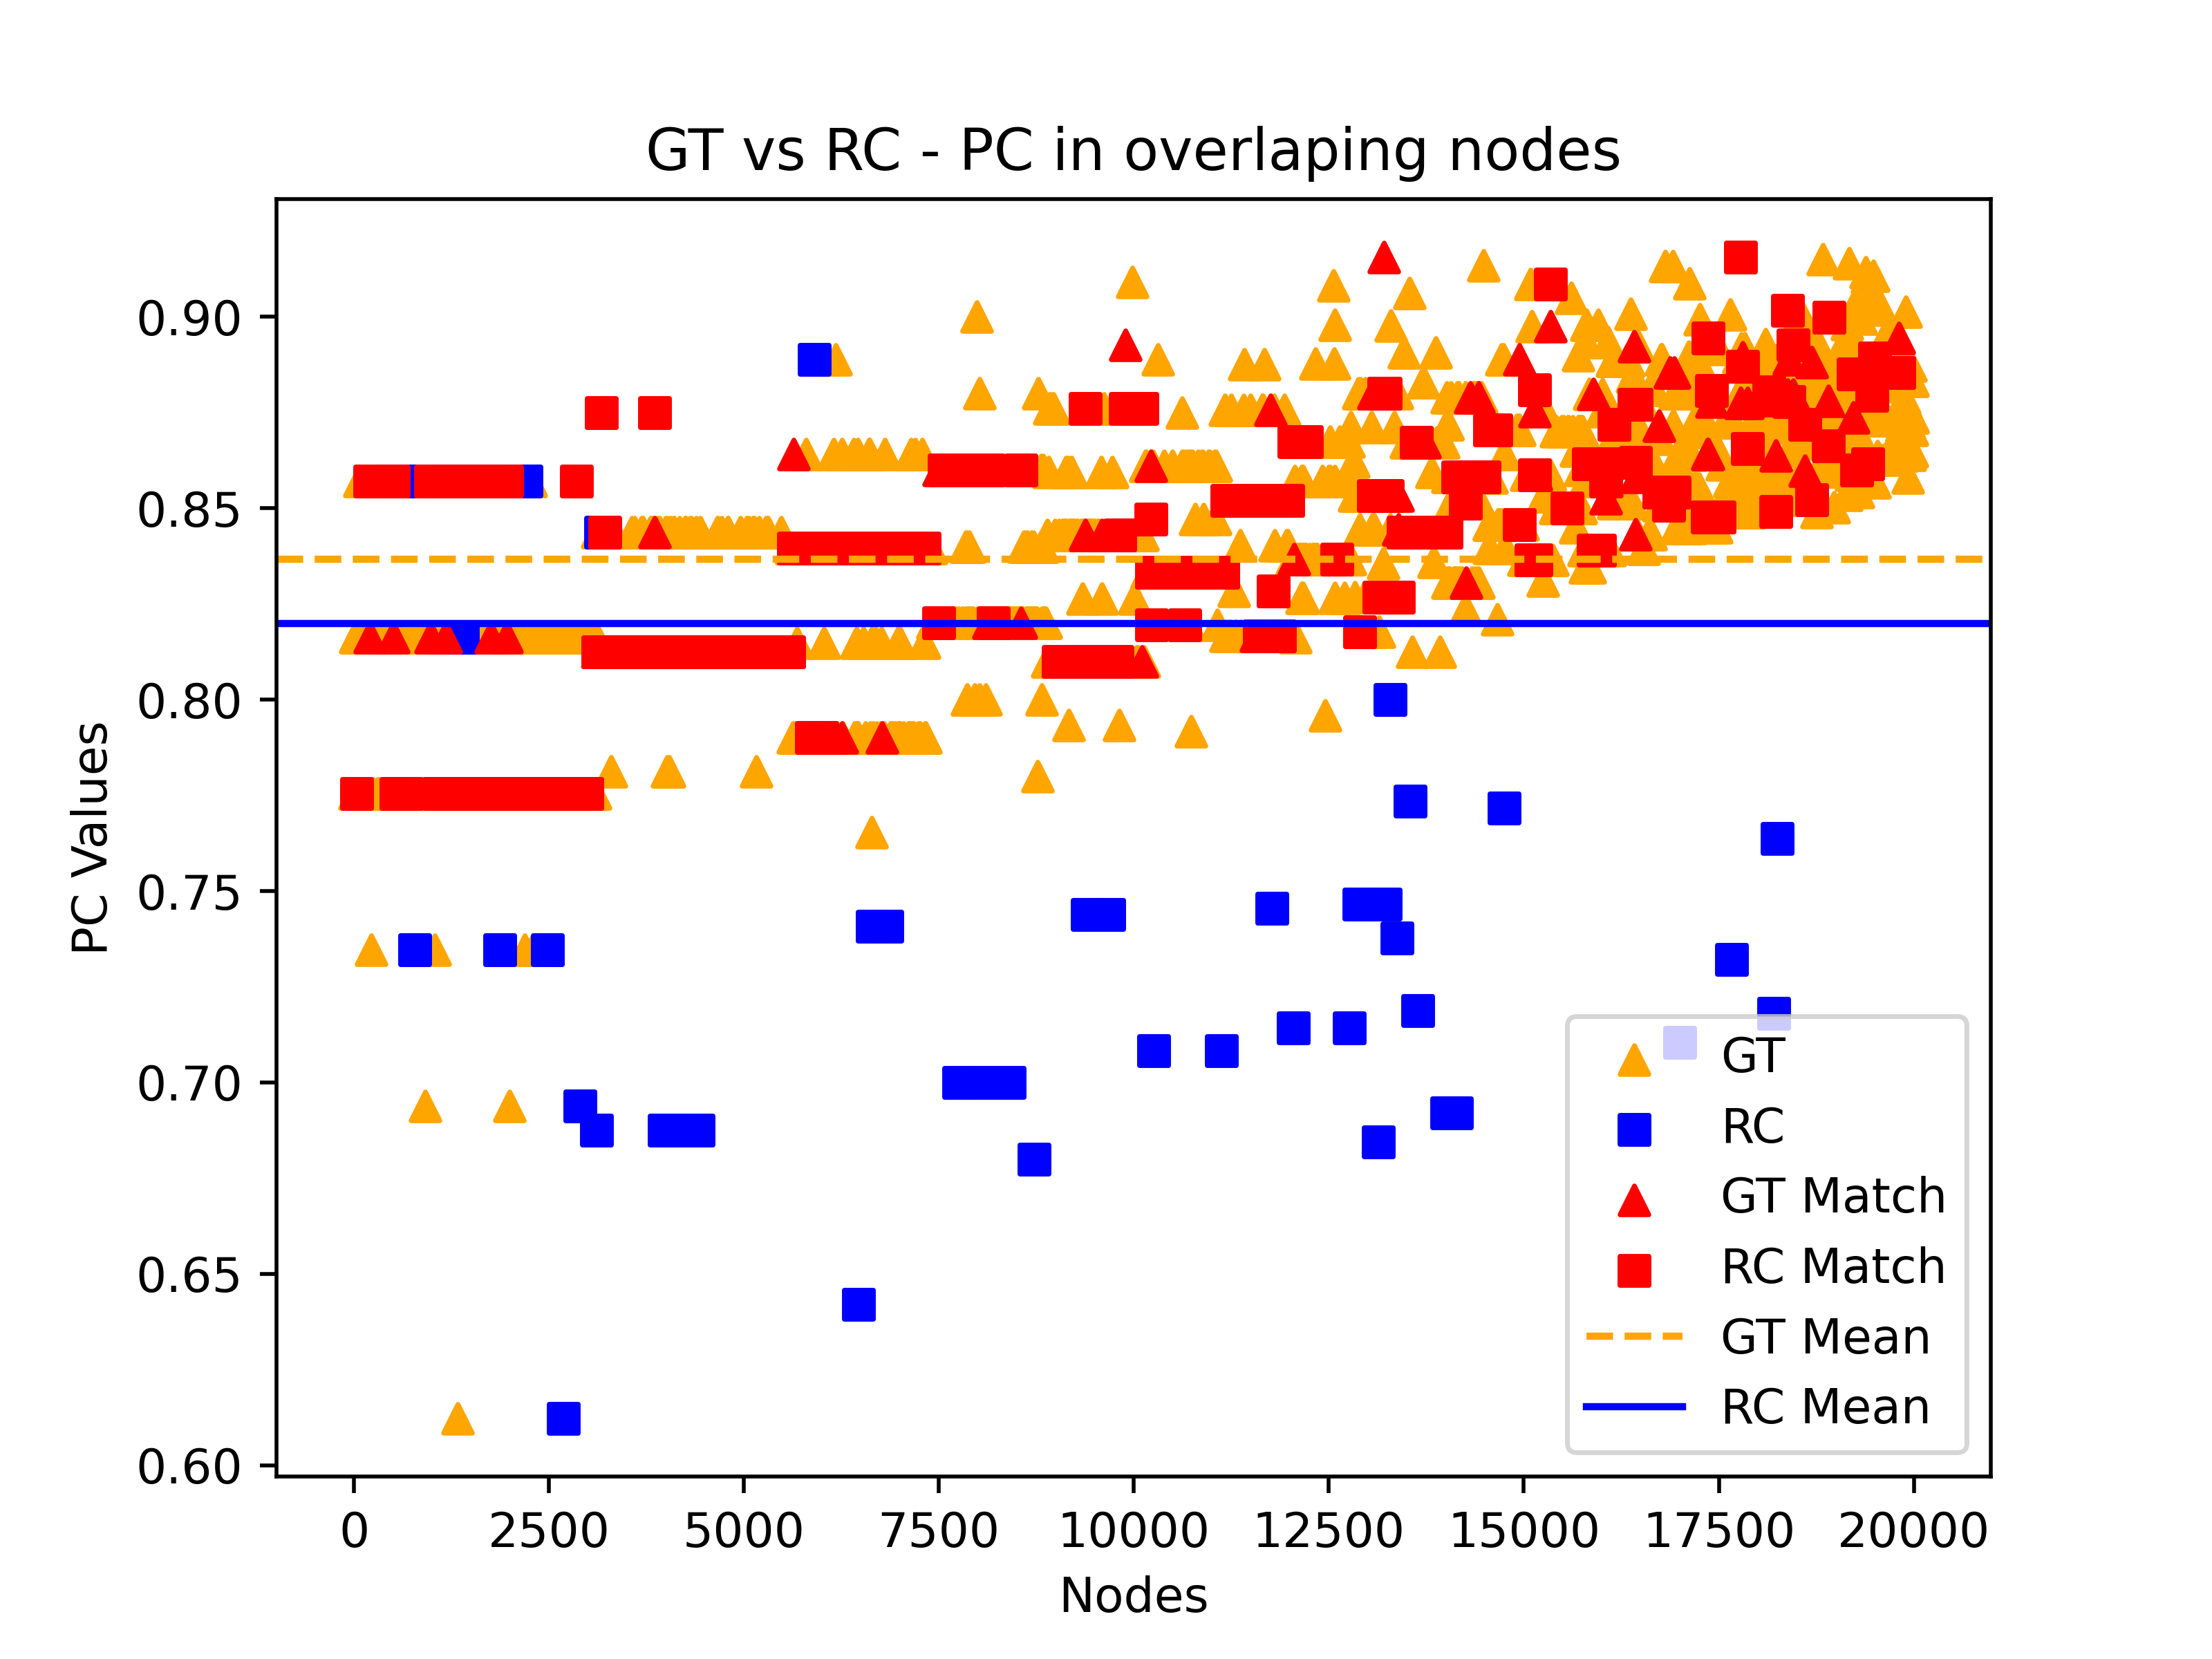 GT vs RC - PC in overlaping nodes
PC Values
0.90
0.85
0.80
0.75
0.70
0.65
0.60
GT
RC
GT Match
RC Match
GT Mean
RC Mean
0 2500 5000 7500 10000 12500 15000 17500 20000
Nodes